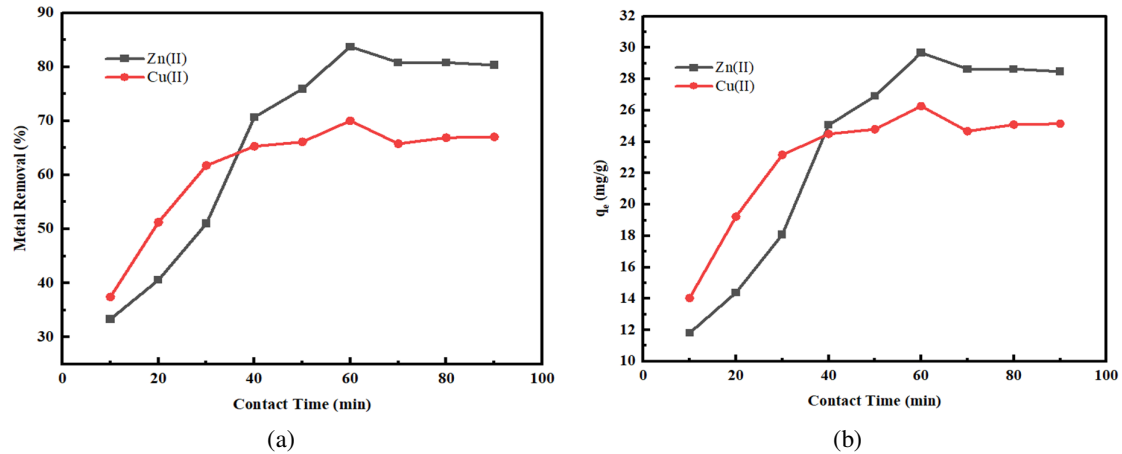 90
80
70
60
50
40
30
0 20 40 60 80 100
Metal Removal (%)
Contact Time (min)
Zn(II)
Cu(II)
(a)
32
30
28
26
24
22
20
18
16
14
12
10
0 20 40 60 80 100
qe (mg/g)
Contact Time (min)
Zn(II)
Cu(II)
(b)